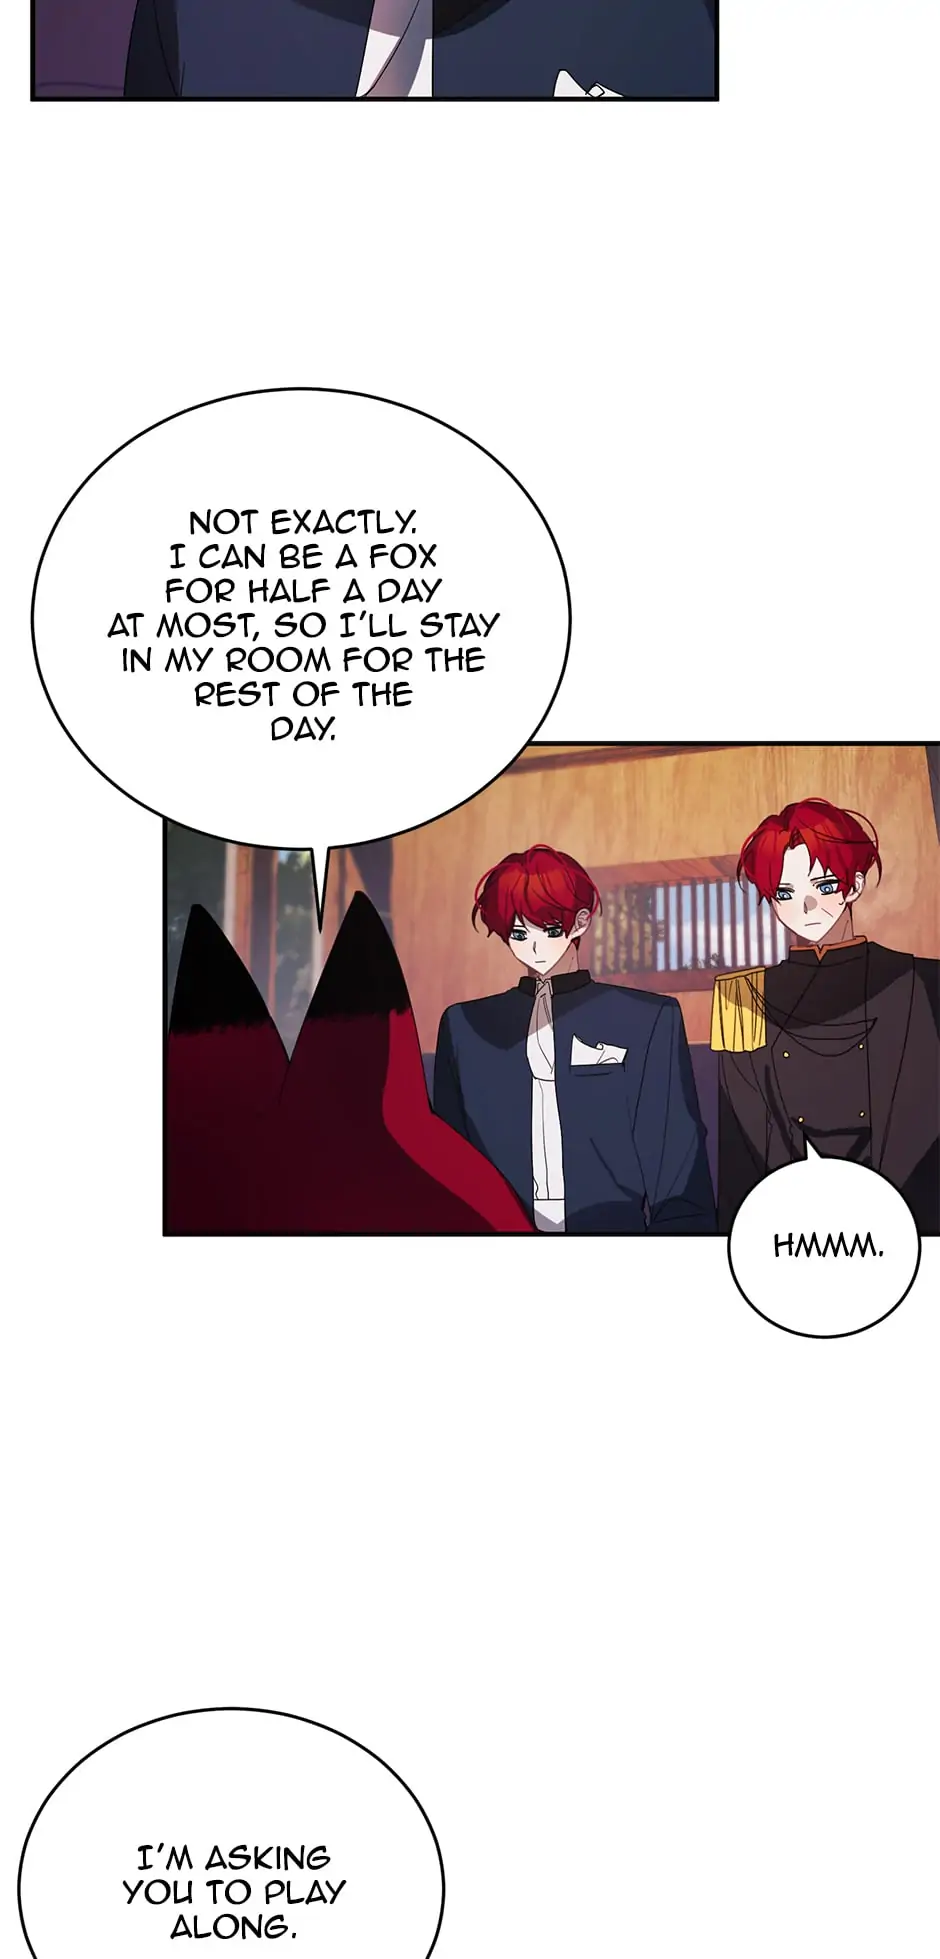 NOT EXACTLY.
I CAN BE A FOX
FOR HALF A DAY
AT MOST, SO I'LL STAY
IN MY ROOM FOR THE
REST OF THE
DAY.
HMMM.
I'M ASKING
YOU TO PLAY
ALONG.